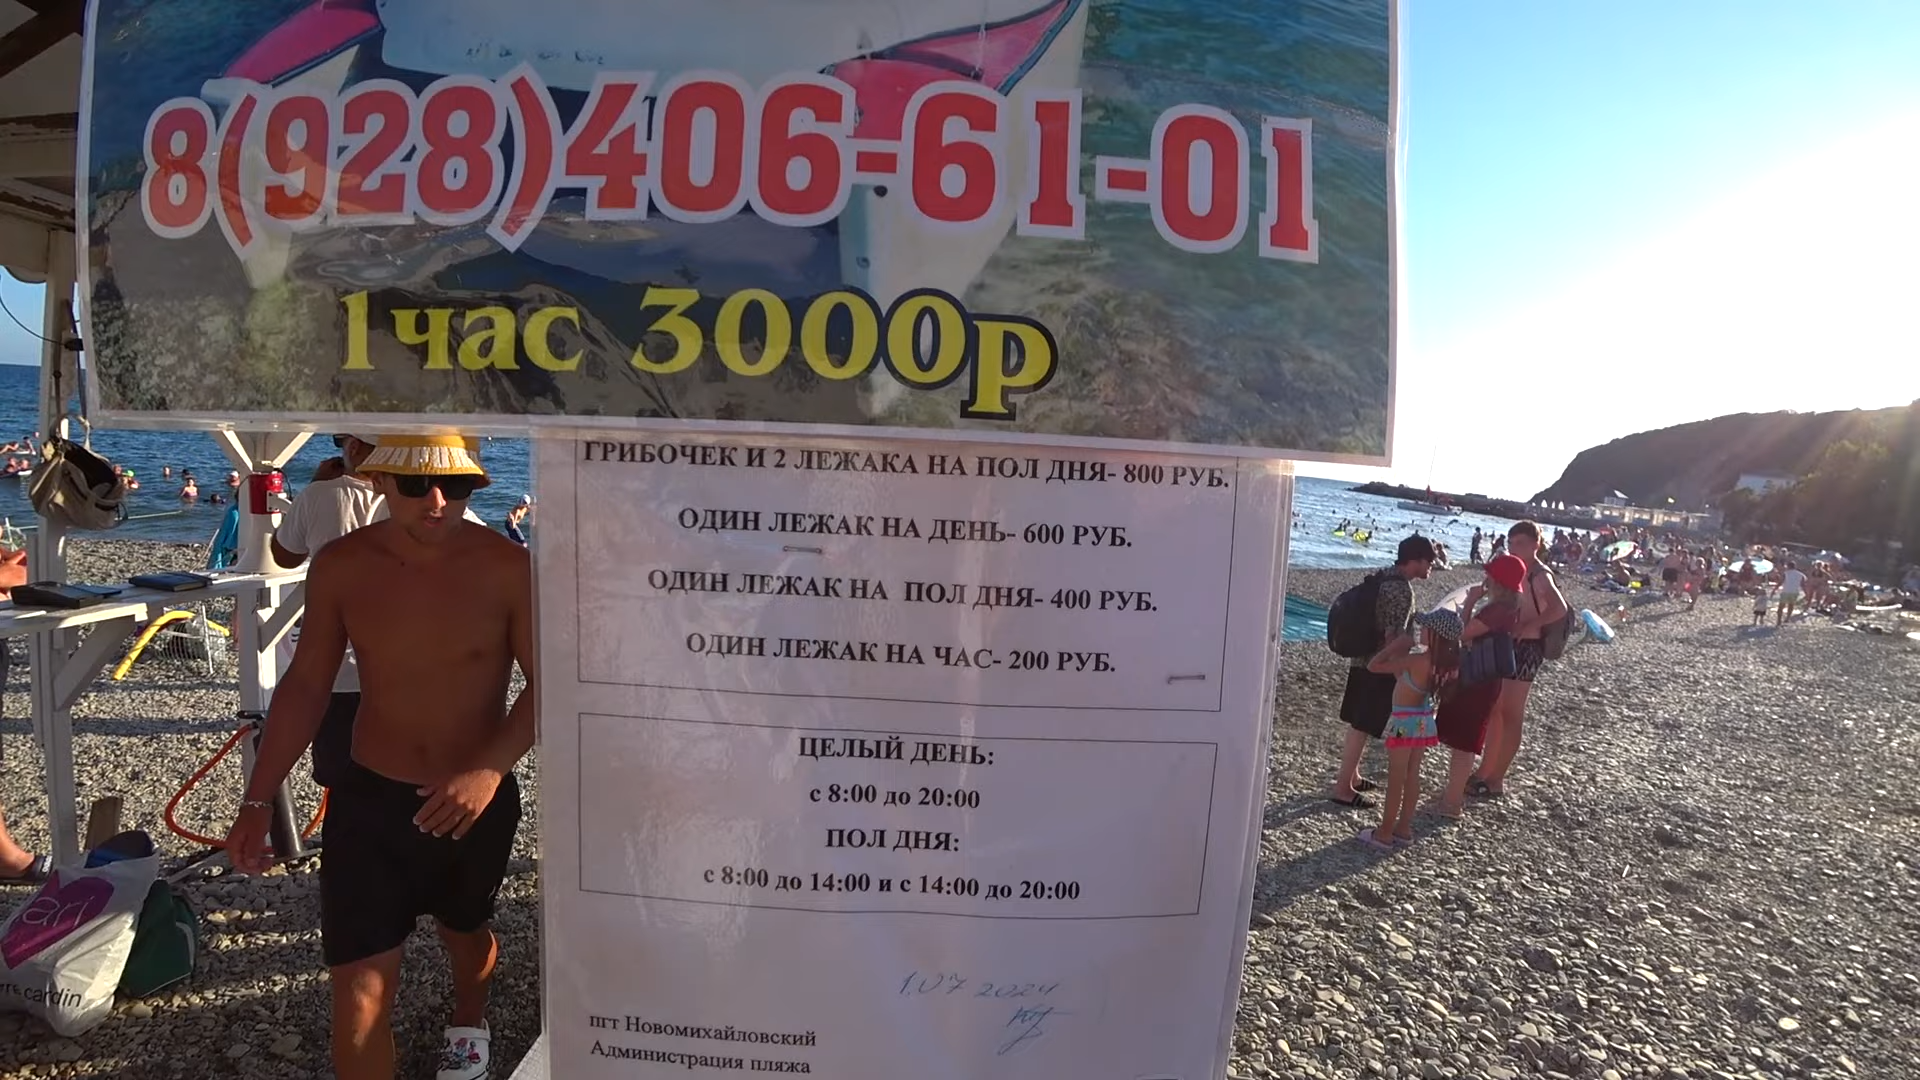 8(928)406-61-01
1 час 3000р
ГРИБОЧЕК И 2 ЛЕЖАКА НА ПОЛ ДНЯ- 800 РУБ.
ОДИН ЛЕЖАК НА ДЕНЬ- 600 РУБ.
ОДИН ЛЕЖАК НА ПОЛ ДНЯ- 400 РУБ.
ОДИН ЛЕЖАК НА ЧАС- 200 РУБ.
ЦЕЛЫЙ ДЕНЬ:
с 8:00 до 20:00
ПОЛ ДНЯ:
с 8:00 до 14:00 и с 14:00 до 20:00
1.07 2024
пгт Новомихайловский
Администрация пляжа
cardin